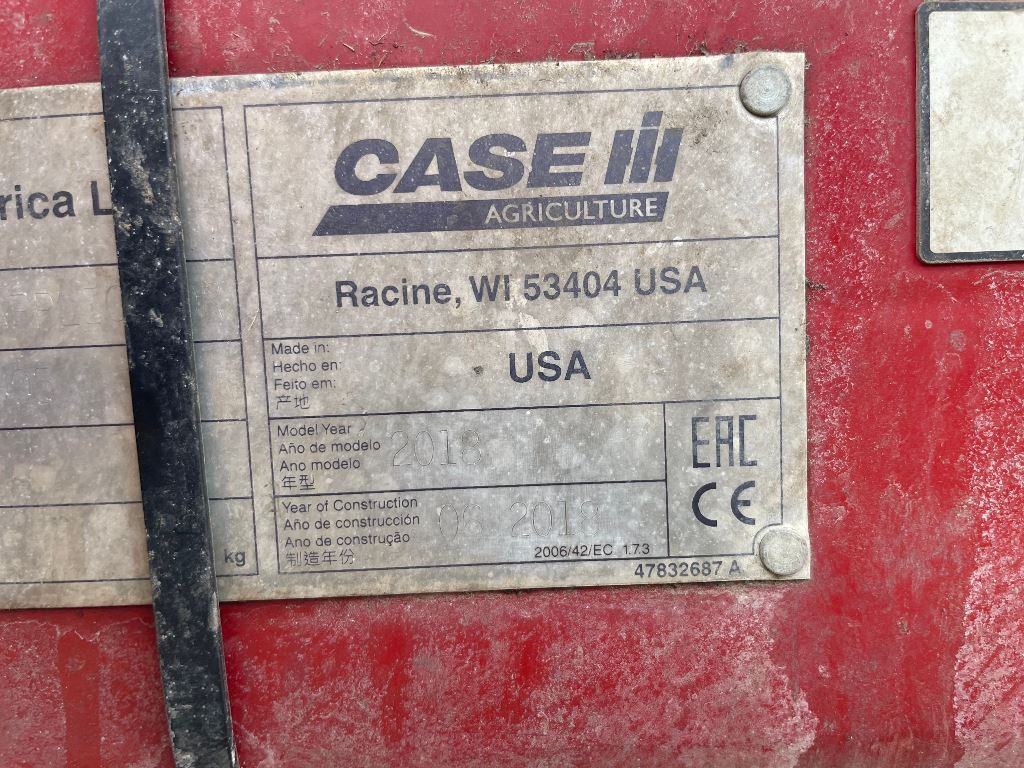 rica L
kg
CASE IH
AGRICULTURE
Racine, WI 53404 USA
Made in:
Hecho en:
Feito em:
产地
USA
Model Year
Año de modelo
Ano modelo
年型
2018
EAC
CE
Year of Construction
Año de construcción
Ano de construção
制造年份
06 2018
2006/42/EC 1.7.3
47832687 A